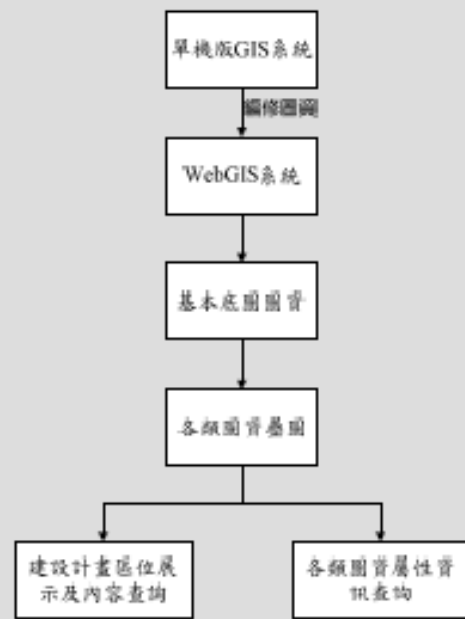 單機版GIS系統
編修圖資
WebGIS系統
基本底圖圖資
各類圖資疊圖
建設計畫區位展
示及內容查詢
各類圖資屬性資
訊查詢